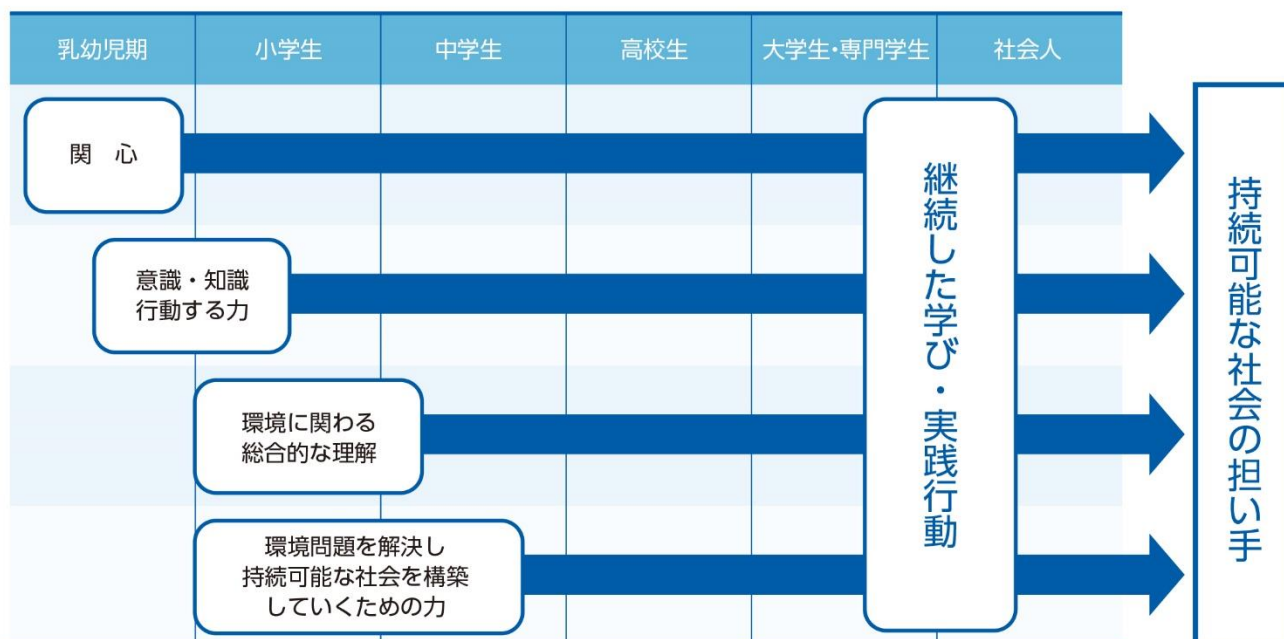 乳幼児期
小学生
中学生
高校生
大学生・専門学生
社会人
関 心
意識・知識
行動する力
環境に関わる
総合的な理解
環境問題を解決し
持続可能な社会を構築
していくための力
継続した学び・実践行動
持続可能な社会の担い手